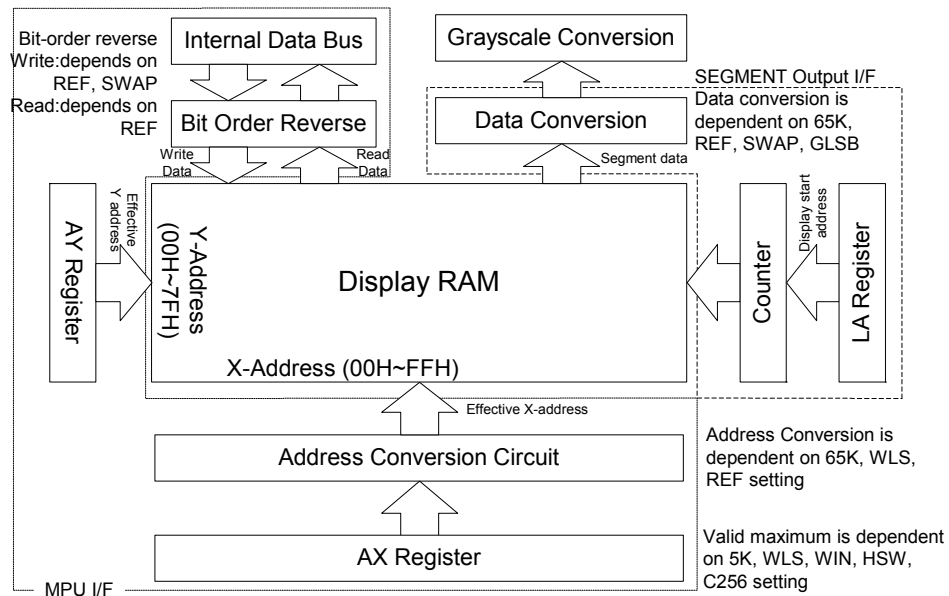 Bit-order reverse
Write:depends on
REF, SWAP
Read:depends on
REF
Internal Data Bus
Bit Order Reverse
Write
Data
Read
Data
Grayscale Conversion
Data Conversion
Segment data
SEGMENT Output I/F
Data conversion is
dependent on 65K,
REF, SWAP, GLSB
AY Register
Effective
Y address
Y-Address
(00H~7FH)
Display RAM
X-Address (00H~FFH)
Counter
Display start
address
LA Register
Effective X-address
Address Conversion Circuit
Address Conversion is
dependent on 65K, WLS,
REF setting
AX Register
Valid maximum is dependent
on 5K, WLS, WIN, HSW,
C256 setting
MPU I/F